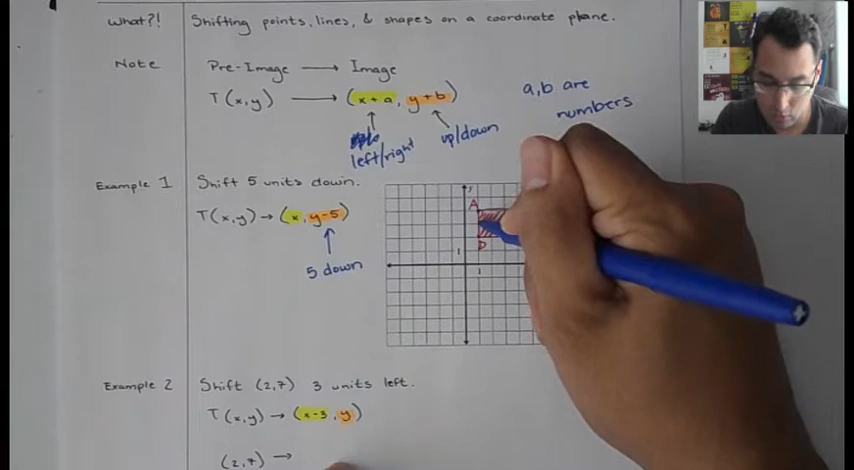 What?! Shifting points, lines, & shapes on a coordinate plane.
Note Pre-Image → Image
T(x,y) → (x+a, y+b)
a,b are
numbers
left/right
up/down
Example 1 Shift 5 units down.
T(x,y) → (x, y-5)
5 down
y
A
D
1
1
Example 2 Shift (2,7) 3 units left.
T(x,y) → (x-3, y)
(2,7) →